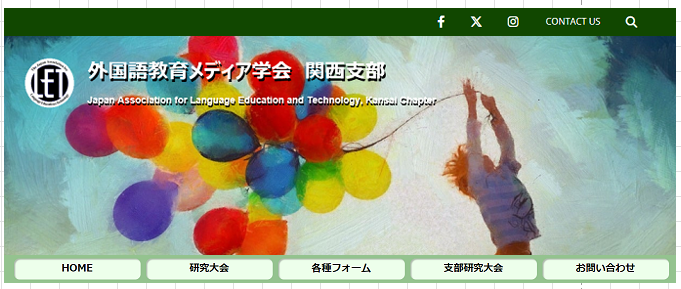 CONTACT US
LET
外国語教育メディア学会 関西支部
Japan Association for Language Education and Technology, Kansai Chapter
HOME
研究大会
各種フォーム
支部研究大会
お問い合わせ